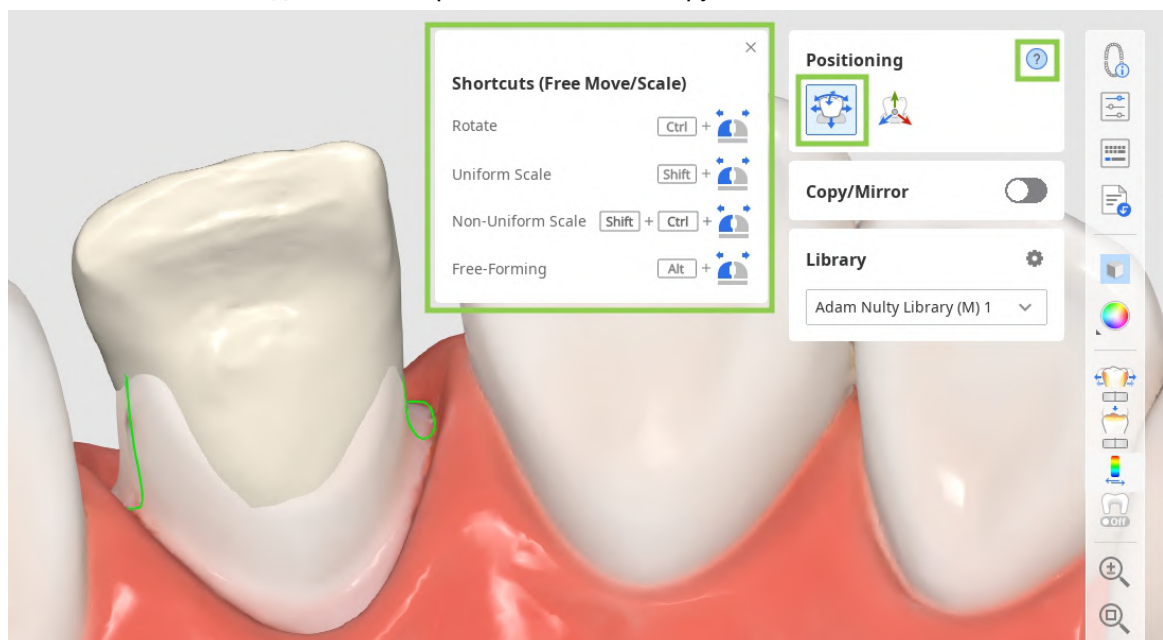 Shortcuts (Free Move/Scale)
Rotate Ctrl +
Uniform Scale Shift +
Non-Uniform Scale Shift + Ctrl +
Free-Forming Alt +
Positioning ?
Copy/Mirror
Library
Adam Nulty Library (M) 1
Off